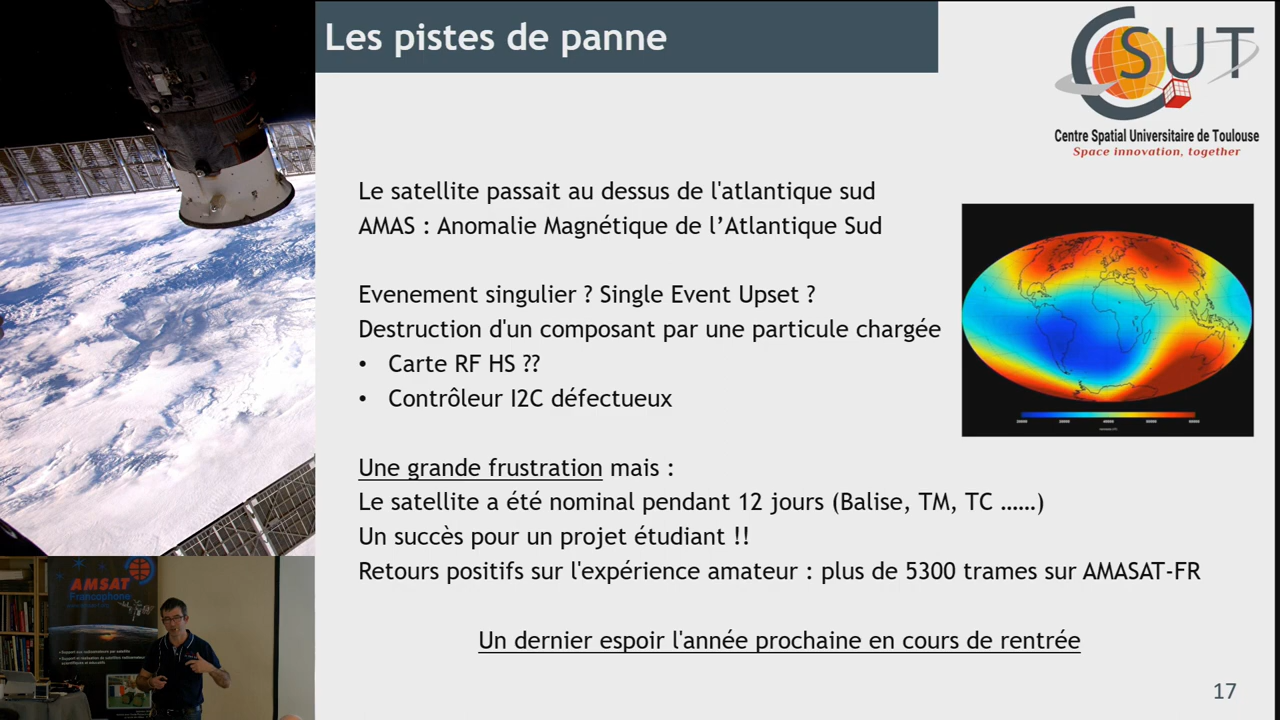 Les pistes de panne
SUT
Centre Spatial Universitaire de Toulouse
Space innovation, together
Le satellite passait au dessus de l'atlantique sud
AMAS : Anomalie Magnétique de l’Atlantique Sud
Evenement singulier ? Single Event Upset ?
Destruction d'un composant par une particule chargée
• Carte RF HS ??
• Contrôleur I2C défectueux
Une grande frustration mais :
Le satellite a été nominal pendant 12 jours (Balise, TM, TC ……)
Un succès pour un projet étudiant !!
Retours positifs sur l'expérience amateur : plus de 5300 trames sur AMASAT-FR
Un dernier espoir l'année prochaine en cours de rentrée
17
AMSAT
Francophone